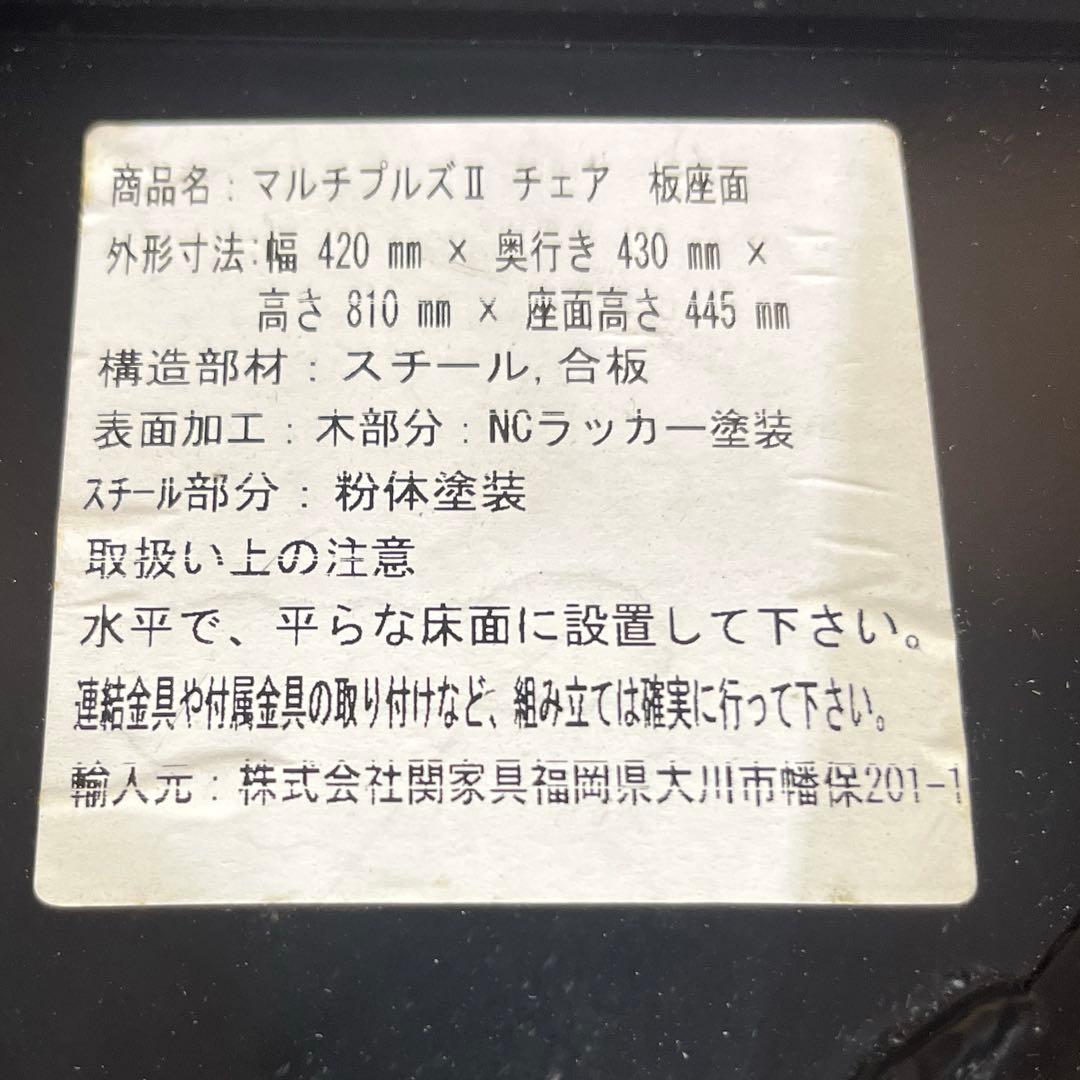 商品名：マルチプルズⅡ チェア　板座面
外形寸法:幅 420 mm × 奥行き 430 mm ×
高さ 810 mm × 座面高さ 445 mm
構造部材：スチール,合板
表面加工：木部分：NCラッカー塗装
ｽﾁｰﾙ部分：粉体塗装
取扱い上の注意
水平で、平らな床面に設置して下さい。
連結金具や付属金具の取り付けなど、組み立ては確実に行って下さい。
輸入元：株式会社関家具福岡県大川市幡保201-1